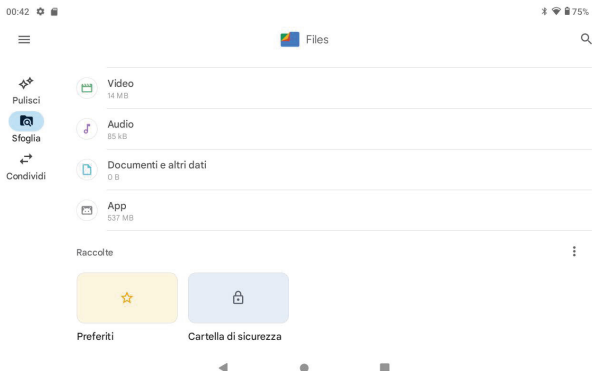 00:42
75%
Files
Pulisci
Sfoglia
Condividi
Video
14 MB
Audio
85 kB
Documenti e altri dati
0 B
App
537 MB
Raccolte
Preferiti
Cartella di sicurezza